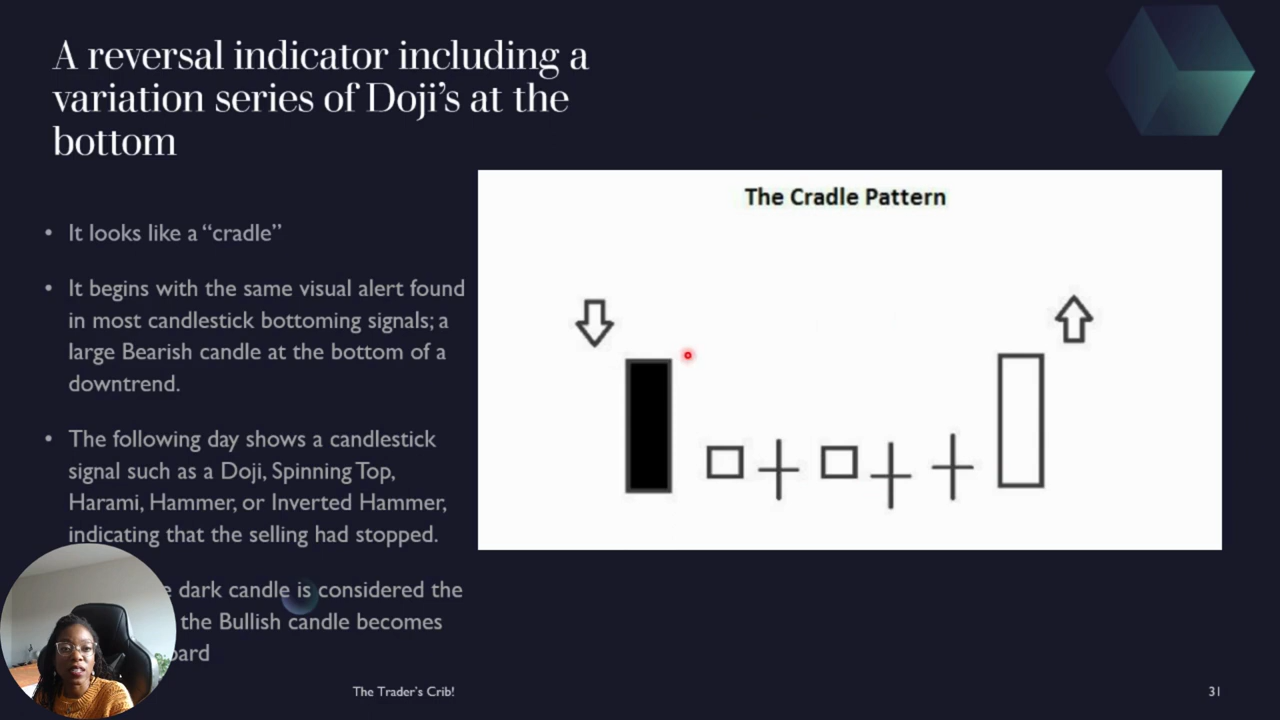 A reversal indicator including a
variation series of Doji's at the
bottom
• It looks like a “cradle”
• It begins with the same visual alert found
in most candlestick bottoming signals; a
large Bearish candle at the bottom of a
downtrend.
• The following day shows a candlestick
signal such as a Doji, Spinning Top,
Harami, Hammer, or Inverted Hammer,
indicating that the selling had stopped.
dark candle is considered the
the Bullish candle becomes
The Cradle Pattern
The Trader's Crib!
31